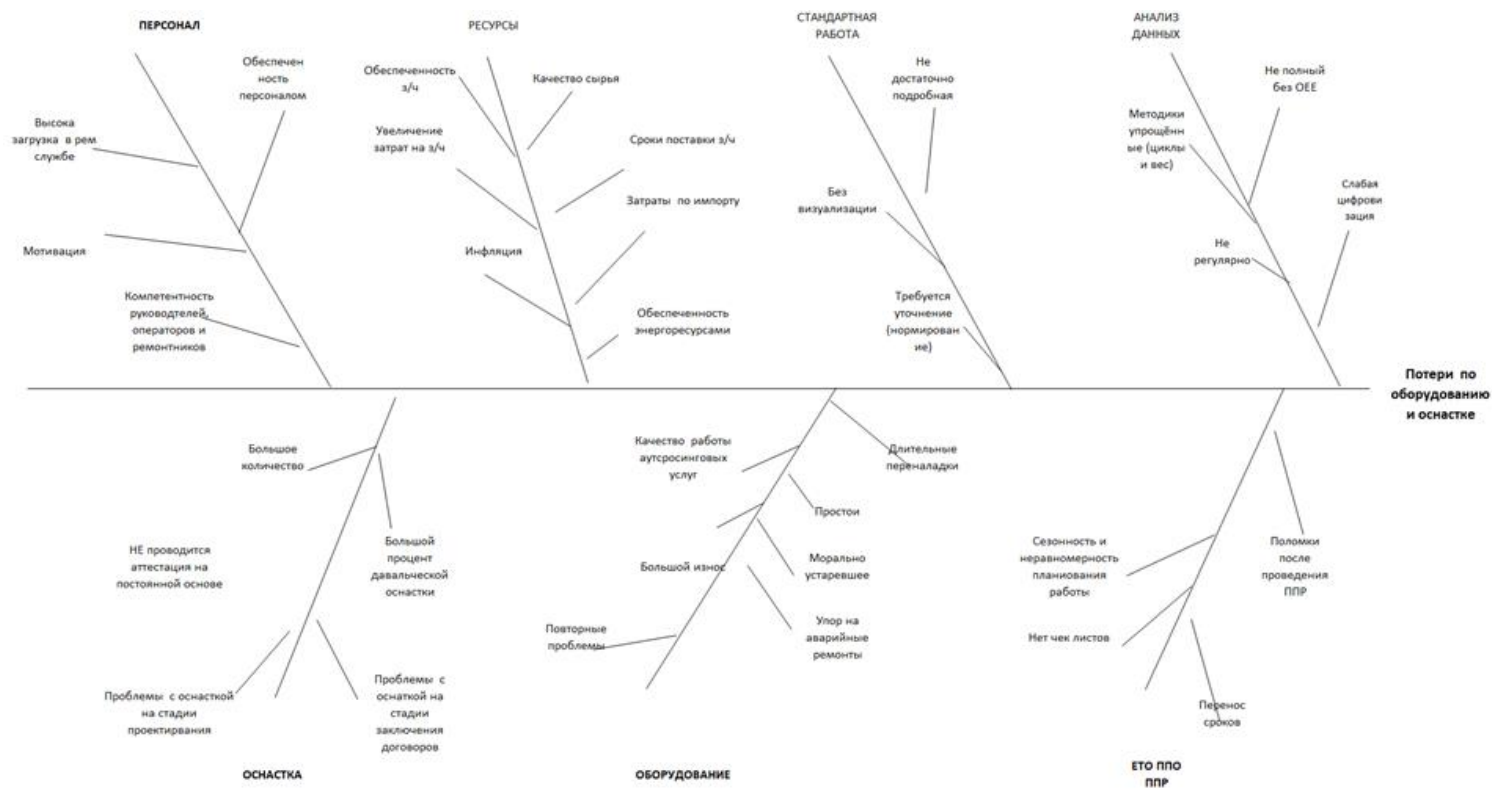 ПЕРСОНАЛ
Обеспечен
ность
персоналом
Высока
загрузка в рем
службе
Мотивация
Компетентность
руководтелей,
операторов и
ремонтников
РЕСУРСЫ
Обеспеченность
з/ч
Качество сырья
Увеличение
затрат на з/ч
Сроки поставки з/ч
Затраты по импорту
Инфляция
Обеспеченность
энергоресурсами
СТАНДАРТНАЯ
РАБОТА
Не
достаточно
подробная
Без
визуализации
Требуется
уточнение
(нормирован
ие)
АНАЛИЗ
ДАННЫХ
Не полный
без ОЕЕ
Методики
упрощённ
ые (циклы
и вес)
Слабая
цифрови
зация
Не
регулярно
Потери по
оборудованию
и оснастке
Большое
количество
НЕ проводится
аттестация на
постоянной основе
Большой
процент
давальческой
оснастки
Проблемы с оснасткой
на стадии
проектирвания
Проблемы с
оснаткой на
стадии
заключения
договоров
ОСНАСТКА
Качество работы
аутсросинговых
услуг
Длительные
переналадки
Простои
Большой износ
Морально
устаревшее
Повторные
проблемы
Упор на
аварийные
ремонты
ОБОРУДОВАНИЕ
Сезонность и
неравномерность
планиования
работы
Поломки
после
проведения
ППР
Нет чек листов
Перенос
сроков
ЕТО ППО
ППР